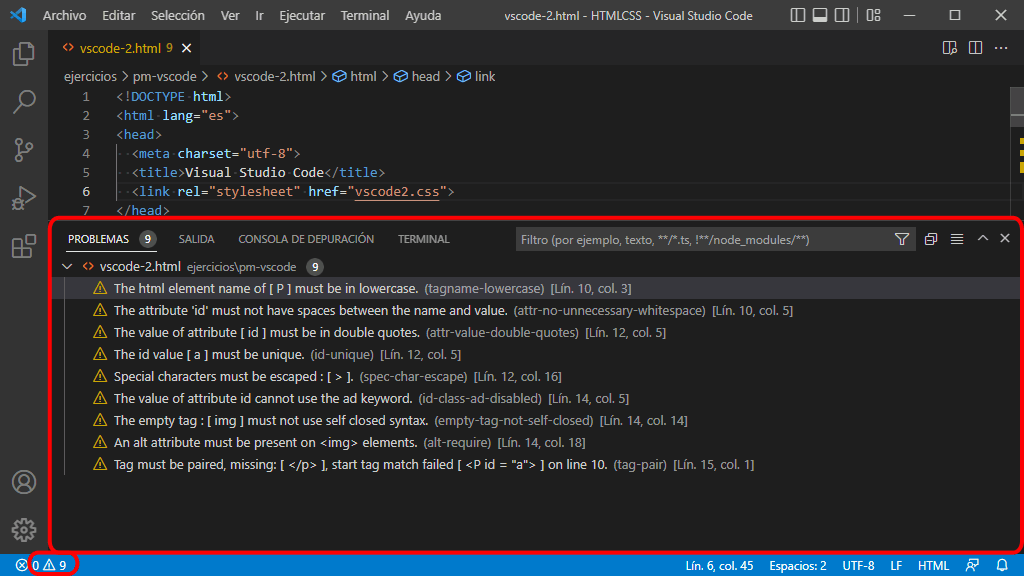 Archivo Editar Selección Ver Ir Ejecutar Terminal Ayuda vscode-2.html - HTMLCSS - Visual Studio Code
vscode-2.html 9
ejercicios > pm-vscode > vscode-2.html > html > head > link
1 <!DOCTYPE·html>
2 <html·lang="es">
3 <head>
4 ··<meta·charset="utf-8">
5 ··<title>Visual·Studio·Code</title>
6 ··<link·rel="stylesheet"·href="vscode2.css">
7 </head>
PROBLEMAS 9 SALIDA CONSOLA DE DEPURACIÓN TERMINAL Filtro (por ejemplo, texto, **/*.ts, !**/node_modules/**)
vscode-2.html ejercicios\pm-vscode 9
The html element name of [ P ] must be in lowercase. (tagname-lowercase) [Lín. 10, col. 3]
The attribute 'id' must not have spaces between the name and value. (attr-no-unnecessary-whitespace) [Lín. 10, col. 5]
The value of attribute [ id ] must be in double quotes. (attr-value-double-quotes) [Lín. 12, col. 5]
The id value [ a ] must be unique. (id-unique) [Lín. 12, col. 5]
Special characters must be escaped : [ > ]. (spec-char-escape) [Lín. 12, col. 16]
The value of attribute id cannot use the ad keyword. (id-class-ad-disabled) [Lín. 14, col. 5]
The empty tag : [ img ] must not use self closed syntax. (empty-tag-not-self-closed) [Lín. 14, col. 14]
An alt attribute must be present on <img> elements. (alt-require) [Lín. 14, col. 18]
Tag must be paired, missing: [ </p> ], start tag match failed [ <P id = "a"> ] on line 10. (tag-pair) [Lín. 15, col. 1]
0 9 Lín. 6, col. 45 Espacios: 2 UTF-8 LF HTML